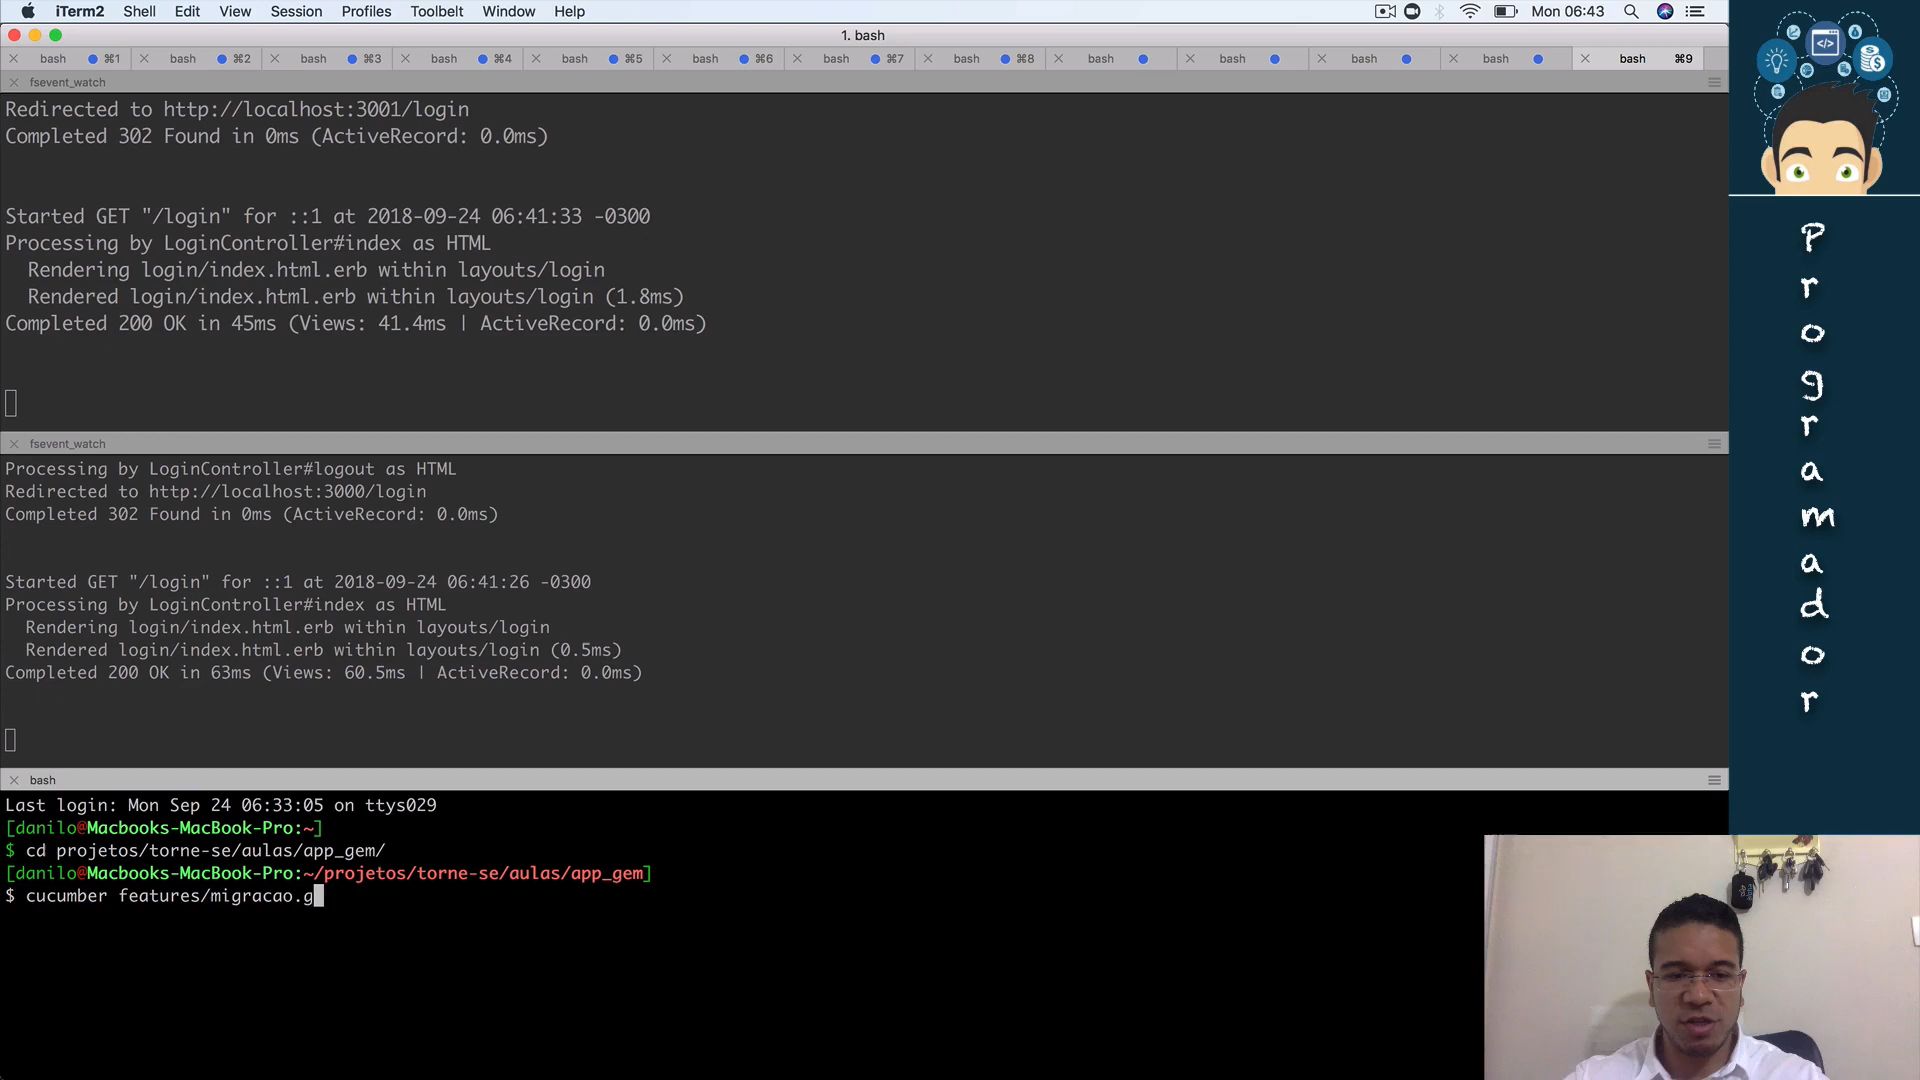 iTerm2 Shell Edit View Session Profiles Toolbelt Window Help Mon 06:43
1. bash
bash ⌘1 bash ⌘2 bash ⌘3 bash ⌘4 bash ⌘5 bash ⌘6 bash ⌘7 bash ⌘8 bash bash bash bash bash ⌘9
fsevent_watch
Redirected to http://localhost:3001/login
Completed 302 Found in 0ms (ActiveRecord: 0.0ms)
Started GET "/login" for ::1 at 2018-09-24 06:41:33 -0300
Processing by LoginController#index as HTML
Rendering login/index.html.erb within layouts/login
Rendered login/index.html.erb within layouts/login (1.8ms)
Completed 200 OK in 45ms (Views: 41.4ms | ActiveRecord: 0.0ms)
fsevent_watch
Processing by LoginController#logout as HTML
Redirected to http://localhost:3000/login
Completed 302 Found in 0ms (ActiveRecord: 0.0ms)
Started GET "/login" for ::1 at 2018-09-24 06:41:26 -0300
Processing by LoginController#index as HTML
Rendering login/index.html.erb within layouts/login
Rendered login/index.html.erb within layouts/login (0.5ms)
Completed 200 OK in 63ms (Views: 60.5ms | ActiveRecord: 0.0ms)
bash
Last login: Mon Sep 24 06:33:05 on ttys029
[danilo@Macbooks-MacBook-Pro:~]
$ cd projetos/torne-se/aulas/app_gem/
[danilo@Macbooks-MacBook-Pro:~/projetos/torne-se/aulas/app_gem]
$ cucumber features/migracao.g
</>
Programador